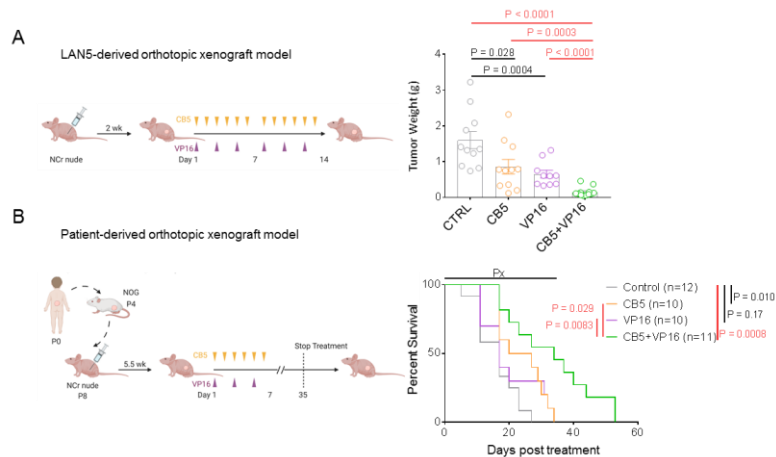 A
LAN5-derived orthotopic xenograft model
NCr nude
2 wk
CB5
VP16
Day 1
7
14
P < 0.0001
P = 0.0003
P = 0.028
P <0.0001
P = 0.0004
Tumor Weight (g)
4
3
2
1
0
CTRL
CB5
VP16
CB5+VP16
B
Patient-derived orthotopic xenograft model
P0
NOG
P4
NCr nude
P8
5.5 wk
CB5
VP16
Day 1
7
Stop Treatment
35
Px
Percent Survival
100
50
0
0
20
40
60
Days post treatment
Control (n=12)
CB5 (n=10)
VP16 (n=10)
CB5+VP16 (n=11)
P = 0.029
P = 0.0083
P = 0.010
P = 0.17
P = 0.0008